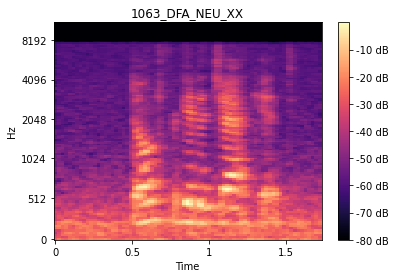 1063_DFA_NEU_XX
8192
4096
2048
1024
512
0
Hz
0
0.5
1
1.5
Time
-10 dB
-20 dB
-30 dB
-40 dB
-50 dB
-60 dB
-70 dB
-80 dB